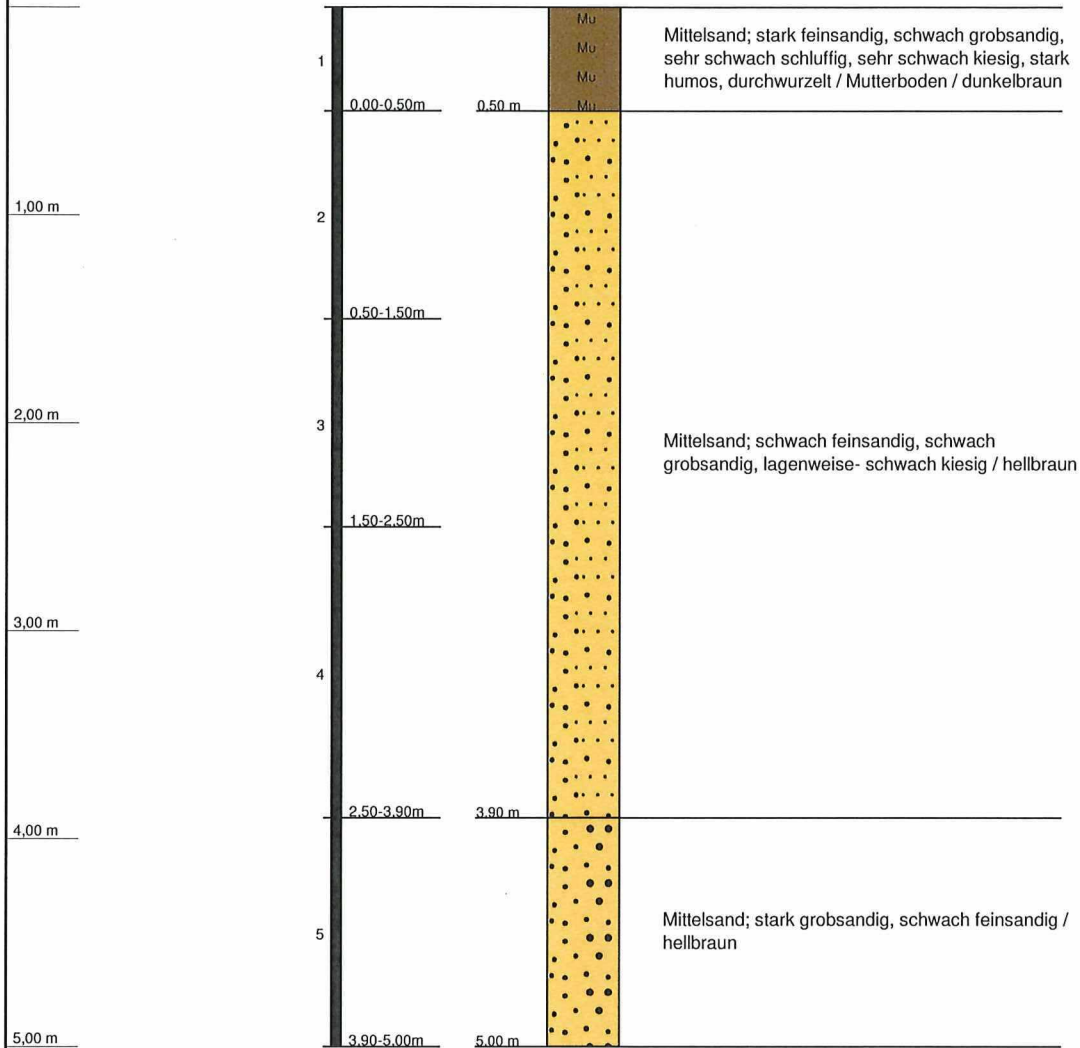 Mu
Mu
Mu
Mu
1
0.00-0.50m
0.50 m
Mittelsand; stark feinsandig, schwach grobsandig,
sehr schwach schluffig, sehr schwach kiesig, stark
humos, durchwurzelt / Mutterboden / dunkelbraun
1,00 m
2
0.50-1.50m
2,00 m
3
1.50-2.50m
Mittelsand; schwach feinsandig, schwach
grobsandig, lagenweise- schwach kiesig / hellbraun
3,00 m
4
2.50-3.90m
3.90 m
4,00 m
5
Mittelsand; stark grobsandig, schwach feinsandig /
hellbraun
5,00 m
3.90-5.00m
5.00 m